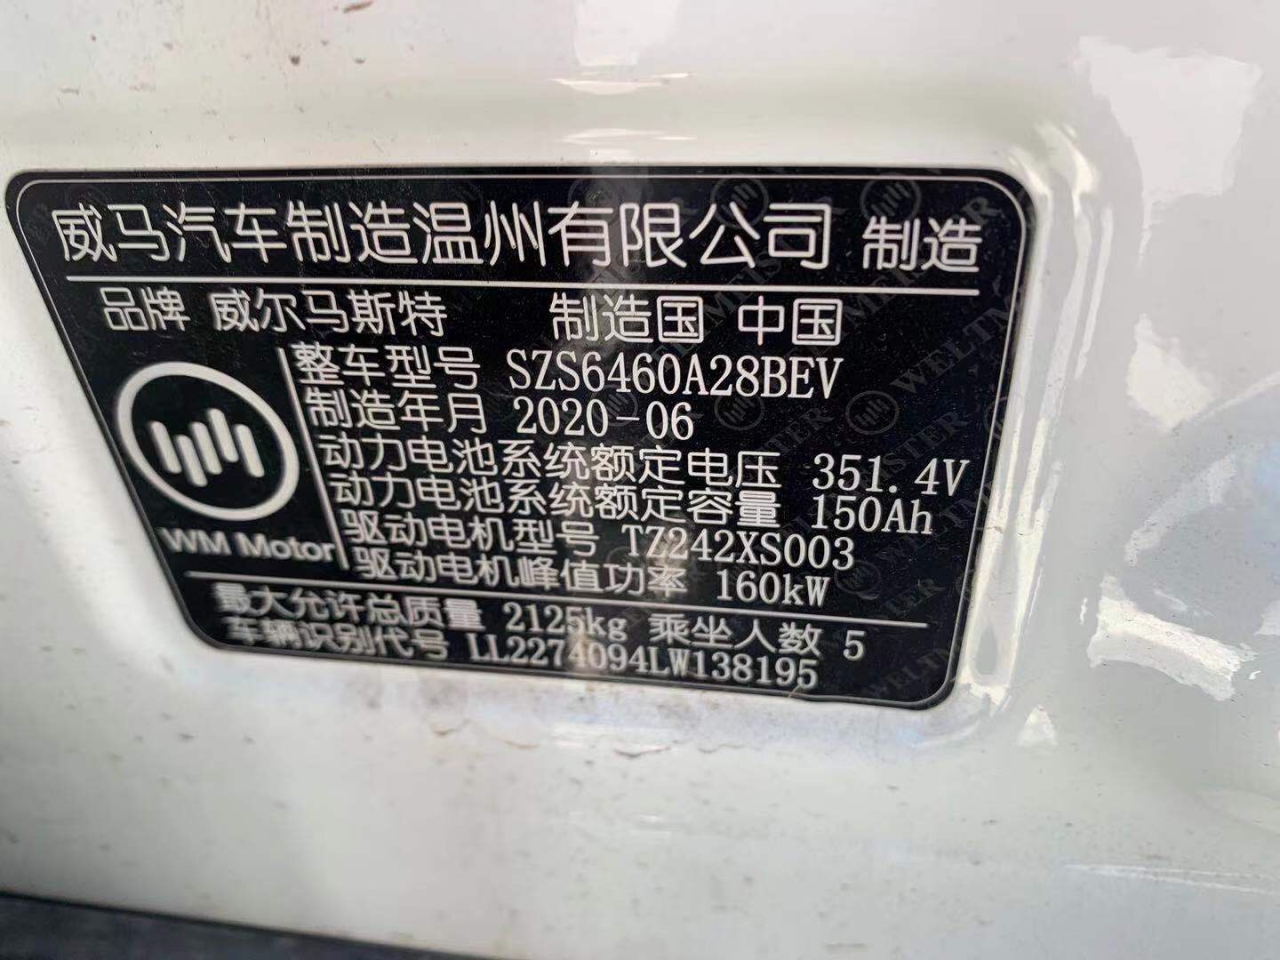 威马汽车制造温州有限公司 制造
品牌 威尔马斯特 制造国 中国
整车型号 SZS6460A28BEV
制造年月 2020-06
动力电池系统额定电压 351.4V
动力电池系统额定容量 150Ah
驱动电机型号 TZ242XS003
驱动电机峰值功率 160kW
WM Motor
最大允许总质量 2125kg 乘坐人数 5
车辆识别代号 LL2274094LW138195